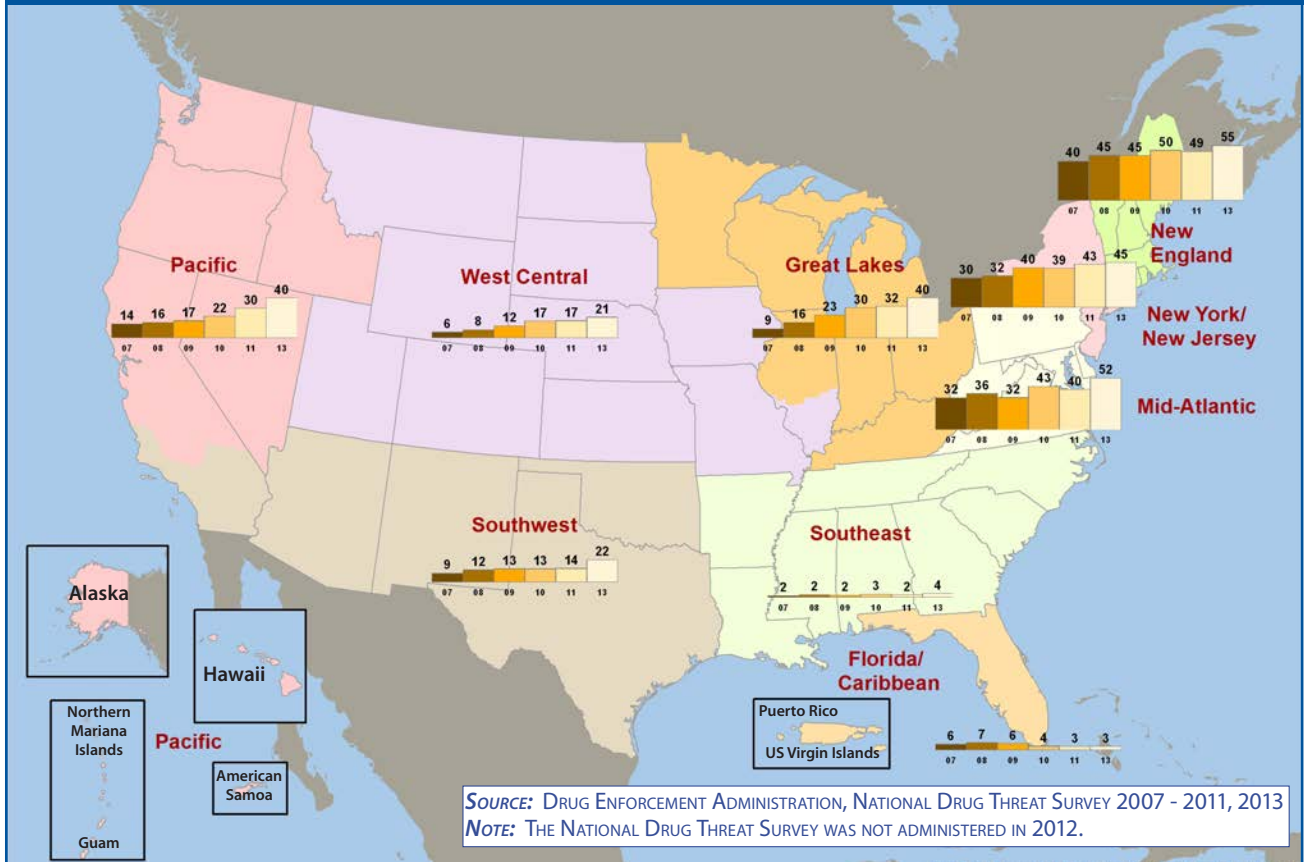 40 45 45 50 49 55
07 08 09 10 11 13
New
England
Pacific
14 16 17 22 30 40
07 08 09 10 11 13
West Central
6 8 12 17 17 21
07 08 09 10 11 13
Great Lakes
9 16 23 30 32 40
07 08 09 10 11 13
30 32 40 39 43 45
07 08 09 10 11 13
New York/
New Jersey
32 36 32 43 40 52
07 08 09 10 11 13
Mid-Atlantic
Southwest
9 12 13 13 14 22
07 08 09 10 11 13
Southeast
2 2 2 3 2 4
07 08 09 10 11 13
Alaska
Hawaii
Northern
Mariana
Islands
Guam
Pacific
American
Samoa
Florida/
Caribbean
Puerto Rico
US Virgin Islands
6 7 6 4 3 3
07 08 09 10 11 13
SOURCE: DRUG ENFORCEMENT ADMINISTRATION, NATIONAL DRUG THREAT SURVEY 2007 - 2011, 2013
NOTE: THE NATIONAL DRUG THREAT SURVEY WAS NOT ADMINISTERED IN 2012.